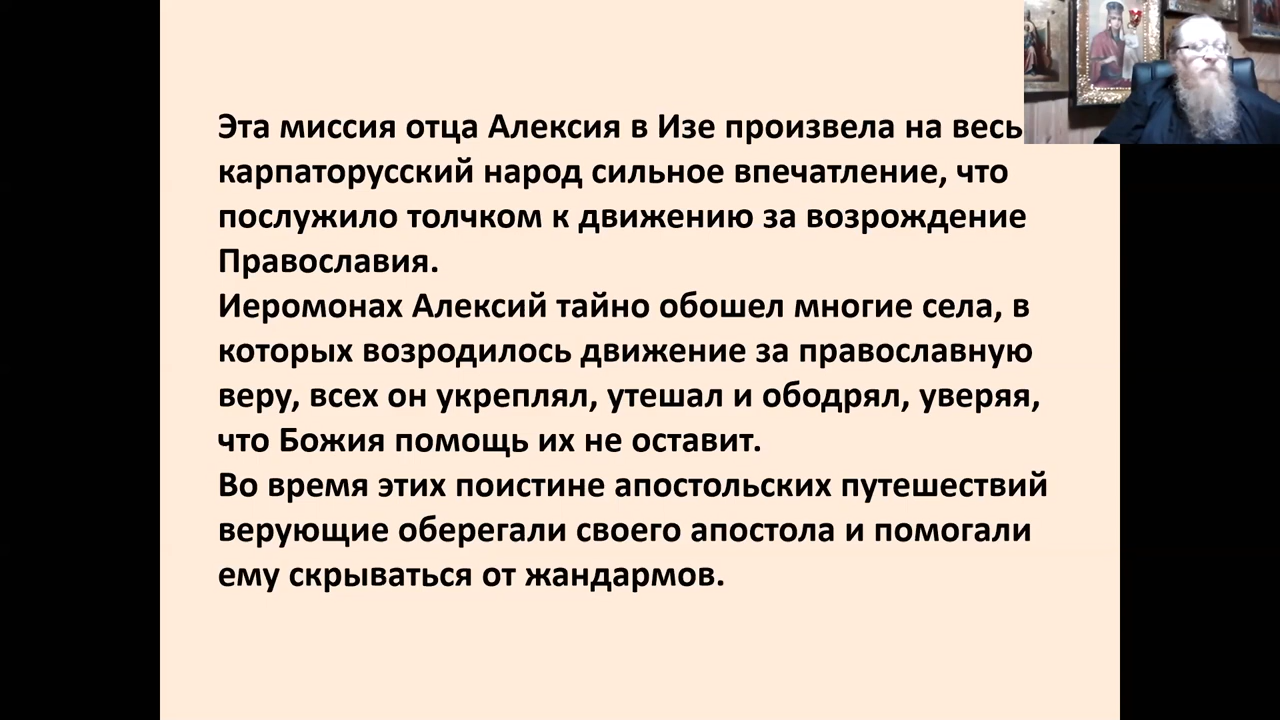 Эта миссия отца Алексия в Изе произвела на весь
карпаторусский народ сильное впечатление, что
послужило толчком к движению за возрождение
Православия.
Иеромонах Алексий тайно обошел многие села, в
которых возродилось движение за православную
веру, всех он укреплял, утешал и ободрял, уверяя,
что Божия помощь их не оставит.
Во время этих поистине апостольских путешествий
верующие оберегали своего апостола и помогали
ему скрываться от жандармов.